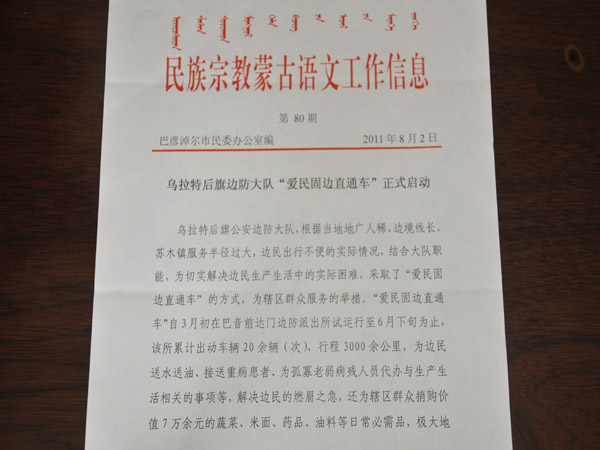 民族宗教蒙古语文工作信息
第 80 期
巴彦淖尔市民委办公室编 2011 年 8 月 2 日
乌拉特后旗边防大队“爱民固边直通车”正式启动
乌拉特后旗公安边防大队，根据当地地广人稀，边境线长，
苏木镇服务半径过大，边民出行不便的实际情况，结合大队职
能，为切实解决边民生产生活中的实际困难，采取了“爱民固
边直通车”的方式，为辖区群众服务的举措。“爱民固边直通
车”自 3 月初在巴音前达门边防派出所试运行至 6 月下旬为止，
该所累计出动车辆 20 余辆（次），行程 3000 余公里，为边民
送水送油、接送重病患者、为孤寡老弱病残人员代办与生产生
活相关的事项等，解决边民的燃眉之急，还为辖区群众捎购价
值 7 万余元的蔬菜、米面、药品、油料等日常必需品，极大地